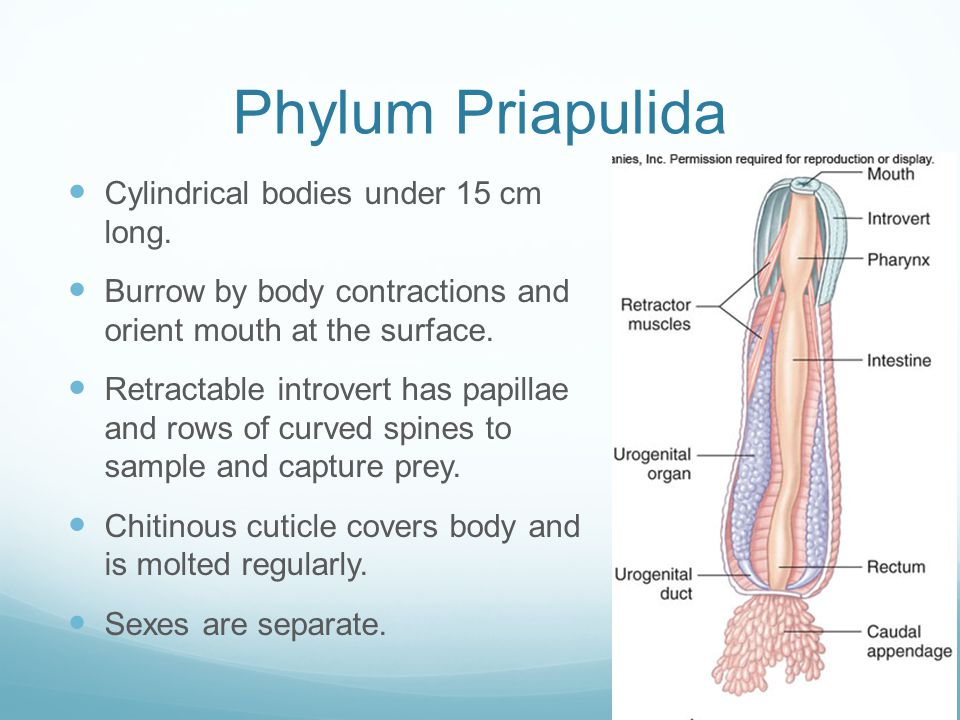 Phylum Priapulida
Cylindrical bodies under 15 cm
long.
Burrow by body contractions and
orient mouth at the surface.
Retractable introvert has papillae
and rows of curved spines to
sample and capture prey.
Chitinous cuticle covers body and
is molted regularly.
Sexes are separate.
anies, Inc. Permission required for reproduction or display.
Mouth
Introvert
Pharynx
Retractor
muscles
Intestine
Urogenital
organ
Rectum
Urogenital
duct
Caudal
appendage